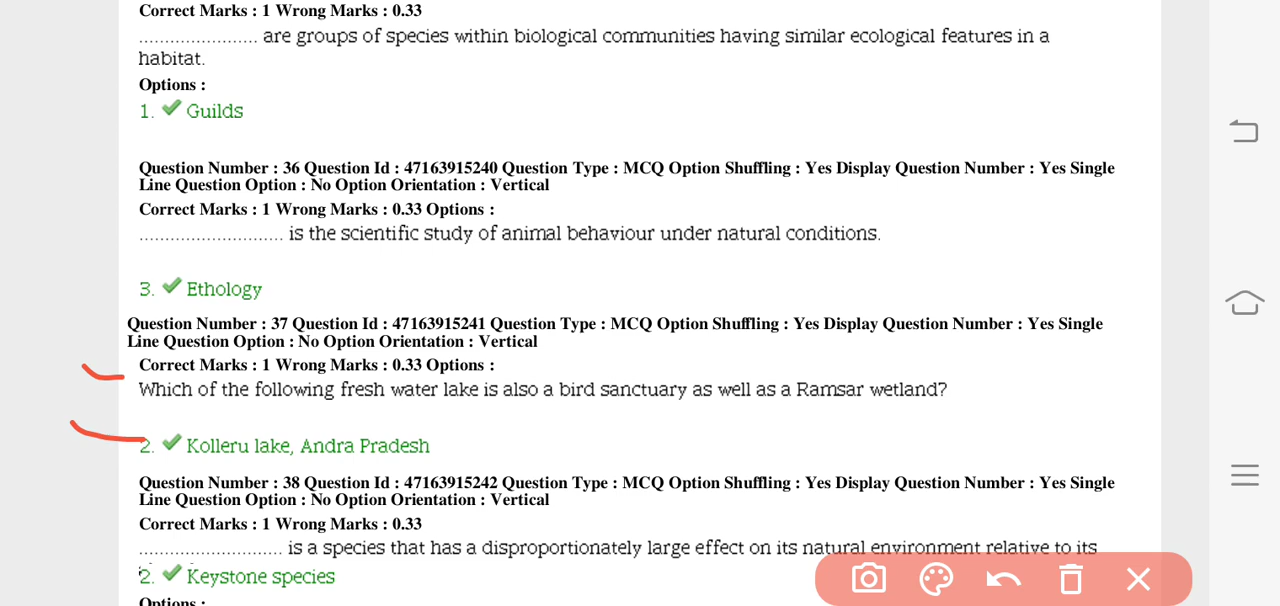 Correct Marks : 1 Wrong Marks : 0.33
....................... are groups of species within biological communities having similar ecological features in a
habitat.
Options :
1. ✔ Guilds
Question Number : 36 Question Id : 47163915240 Question Type : MCQ Option Shuffling : Yes Display Question Number : Yes Single
Line Question Option : No Option Orientation : Vertical
Correct Marks : 1 Wrong Marks : 0.33 Options :
............................ is the scientific study of animal behaviour under natural conditions.
3. ✔ Ethology
Question Number : 37 Question Id : 47163915241 Question Type : MCQ Option Shuffling : Yes Display Question Number : Yes Single
Line Question Option : No Option Orientation : Vertical
Correct Marks : 1 Wrong Marks : 0.33 Options :
Which of the following fresh water lake is also a bird sanctuary as well as a Ramsar wetland?
2. ✔ Kolleru lake, Andra Pradesh
Question Number : 38 Question Id : 47163915242 Question Type : MCQ Option Shuffling : Yes Display Question Number : Yes Single
Line Question Option : No Option Orientation : Vertical
Correct Marks : 1 Wrong Marks : 0.33
............................ is a species that has a disproportionately large effect on its natural environment relative to its
2. ✔ Keystone species
Options :